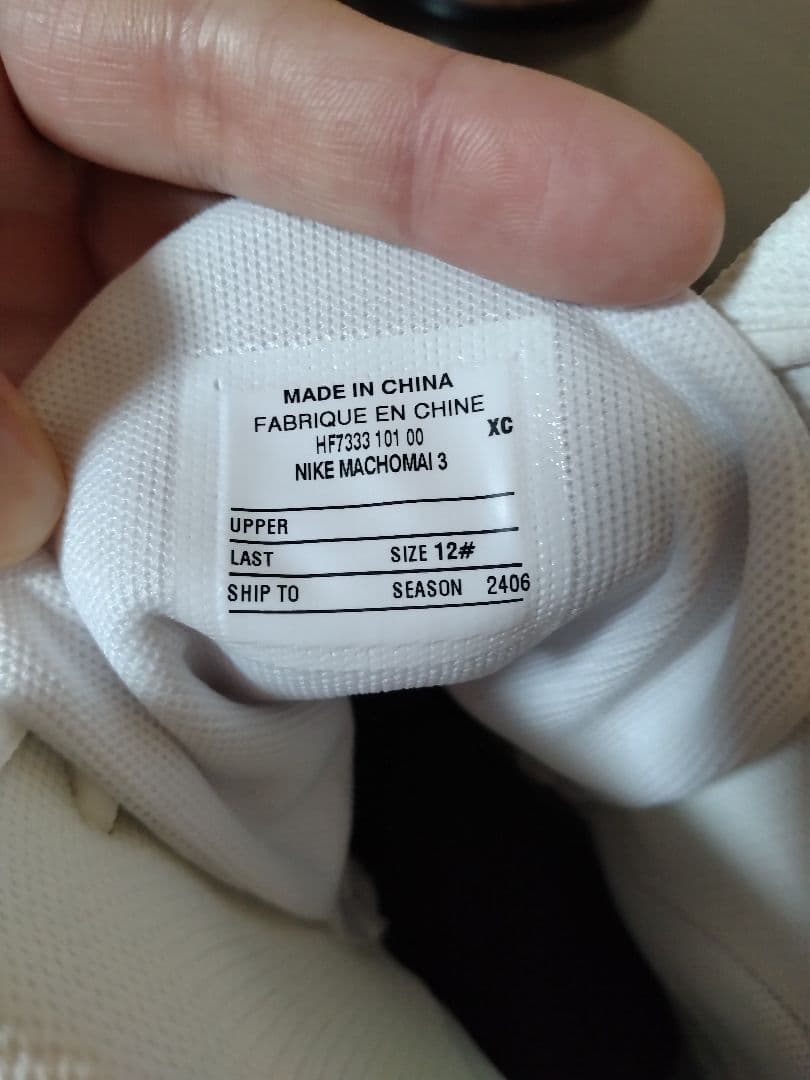 MADE IN CHINA
FABRIQUE EN CHINE
HF7333 101 00 XC
NIKE MACHOMAI 3
UPPER
LAST SIZE 12#
SHIP TO SEASON 2406